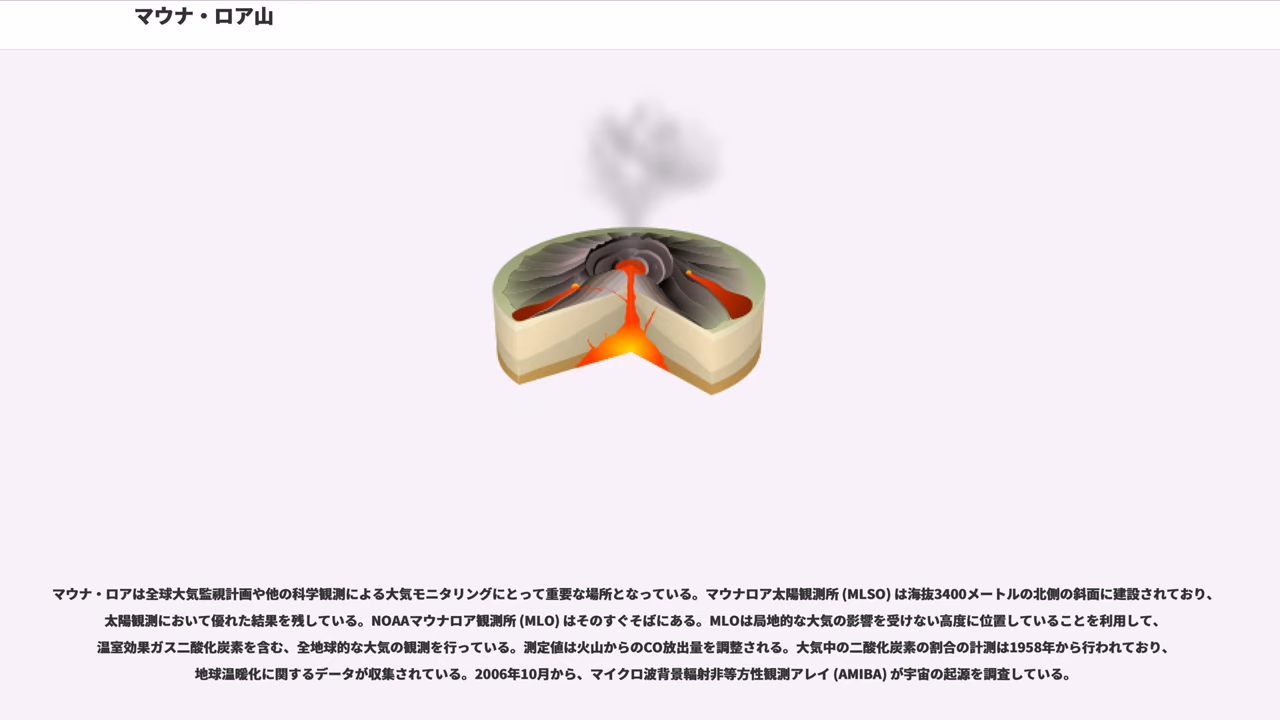 マウナ・ロア山
マウナ・ロアは全球大気監視計画や他の科学観測による大気モニタリングにとって重要な場所となっている。マウナロア太陽観測所 (MLSO) は海抜3400メートルの北側の斜面に建設されており、
太陽観測において優れた結果を残している。NOAAマウナロア観測所 (MLO) はそのすぐそばにある。MLOは局地的な大気の影響を受けない高度に位置していることを利用して、
温室効果ガス二酸化炭素を含む、全地球的な大気の観測を行っている。測定値は火山からのCO放出量を調整される。大気中の二酸化炭素の割合の計測は1958年から行われており、
地球温暖化に関するデータが収集されている。2006年10月から、マイクロ波背景輻射非等方性観測アレイ (AMIBA) が宇宙の起源を調査している。